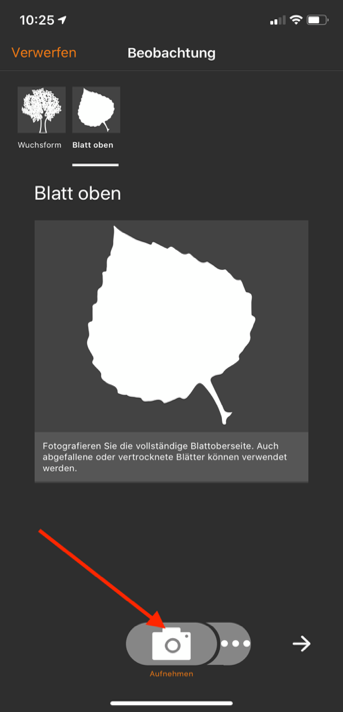 10:25
Verwerfen Beobachtung
Wuchsform Blatt oben
Blatt oben
Fotografieren Sie die vollständige Blattoberseite. Auch
abgefallene oder vertrocknete Blätter können verwendet
werden.
Aufnehmen